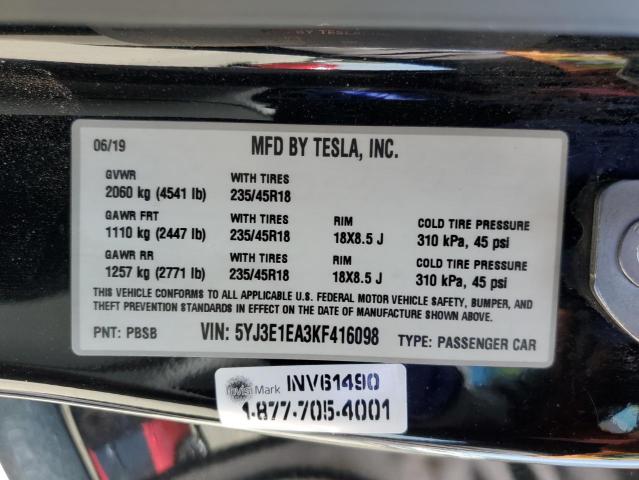 06/19 MFD BY TESLA, INC.
GVWR WITH TIRES
2060 kg (4541 lb) 235/45R18
GAWR FRT WITH TIRES RIM COLD TIRE PRESSURE
1110 kg (2447 lb) 235/45R18 18X8.5 J 310 kPa, 45 psi
GAWR RR WITH TIRES RIM COLD TIRE PRESSURE
1257 kg (2771 lb) 235/45R18 18X8.5 J 310 kPa, 45 psi
THIS VEHICLE CONFORMS TO ALL APPLICABLE U.S. FEDERAL MOTOR VEHICLE SAFETY, BUMPER, AND
THEFT PREVENTION STANDARDS IN EFFECT ON THE DATE OF MANUFACTURE SHOWN ABOVE.
PNT: PBSB VIN: 5YJ3E1EA3KF416098 TYPE: PASSENGER CAR
Mark INV61490
1-877-705-4001